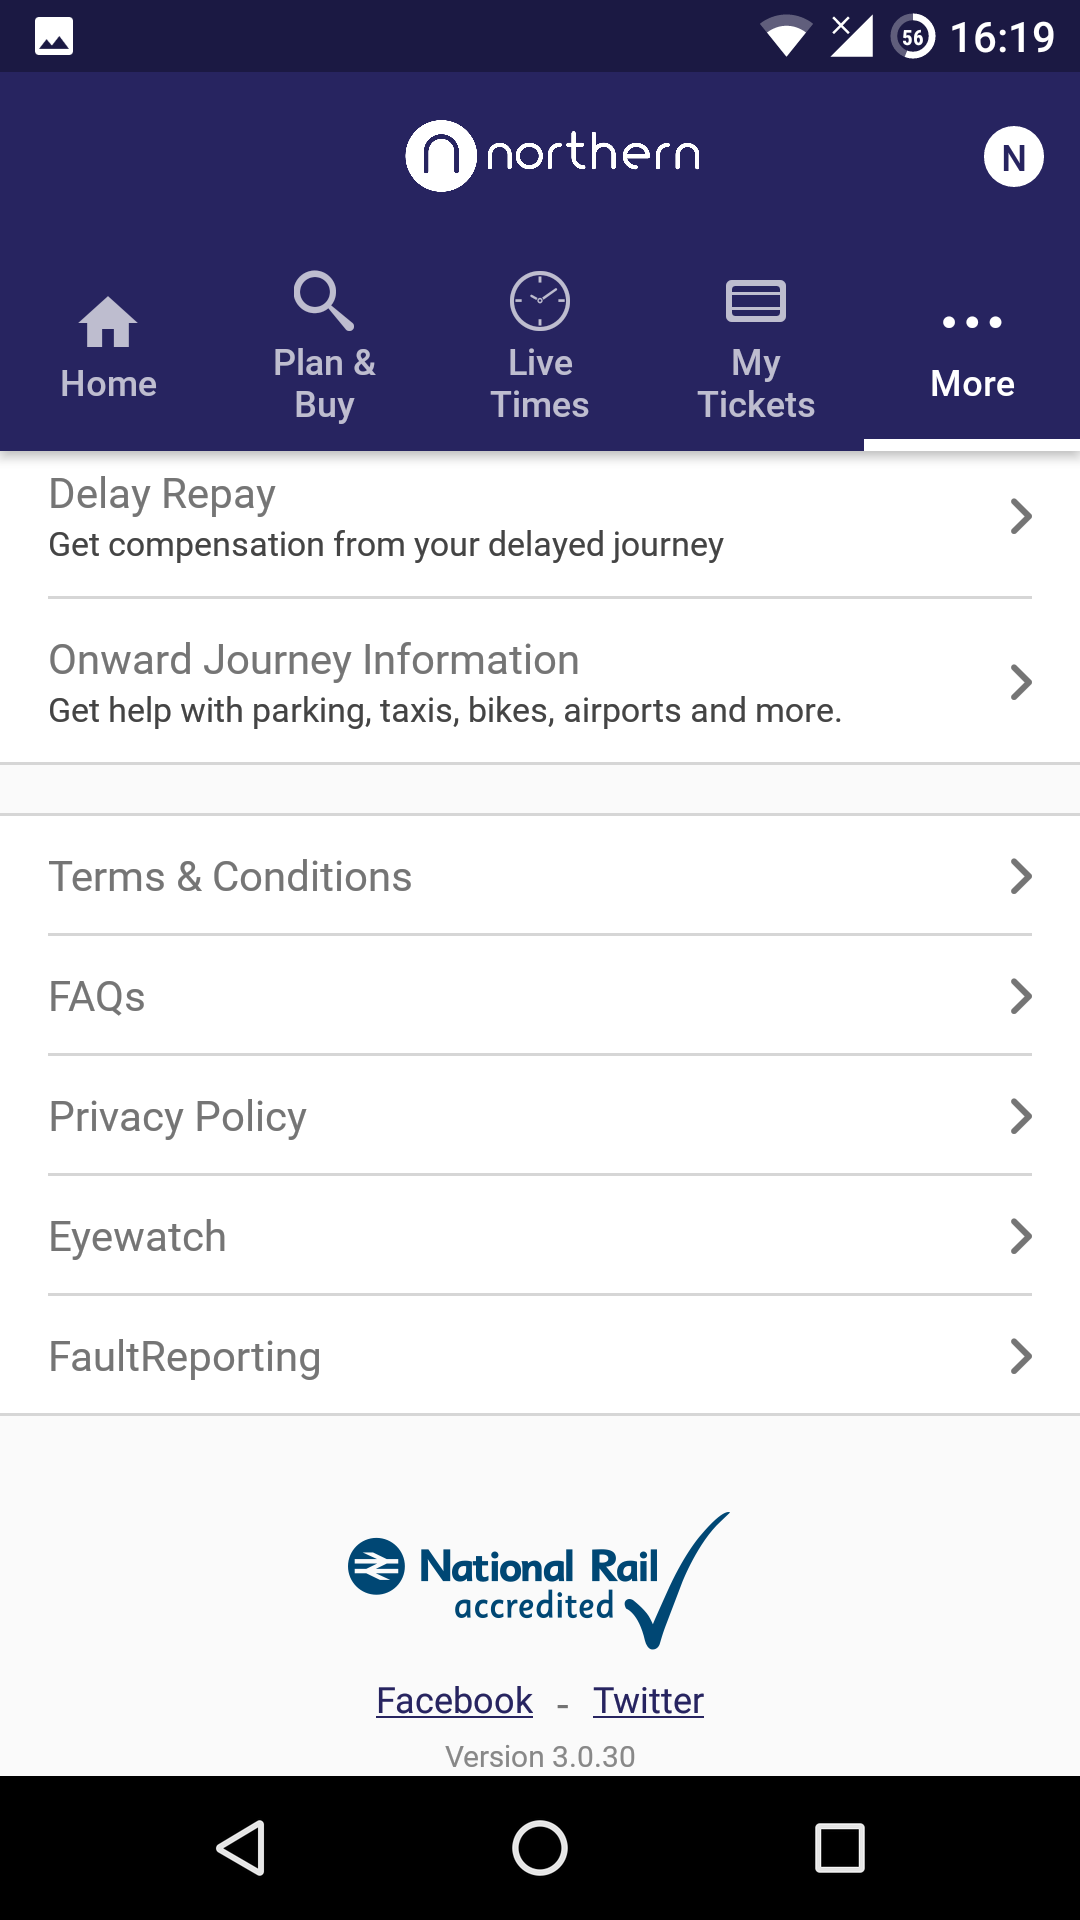 56 16:19
northern
N
Home
Plan &
Buy
Live
Times
My
Tickets
More
Delay Repay
Get compensation from your delayed journey
Onward Journey Information
Get help with parking, taxis, bikes, airports and more.
Terms & Conditions
FAQs
Privacy Policy
Eyewatch
FaultReporting
National Rail
accredited
Facebook - Twitter
Version 3.0.30